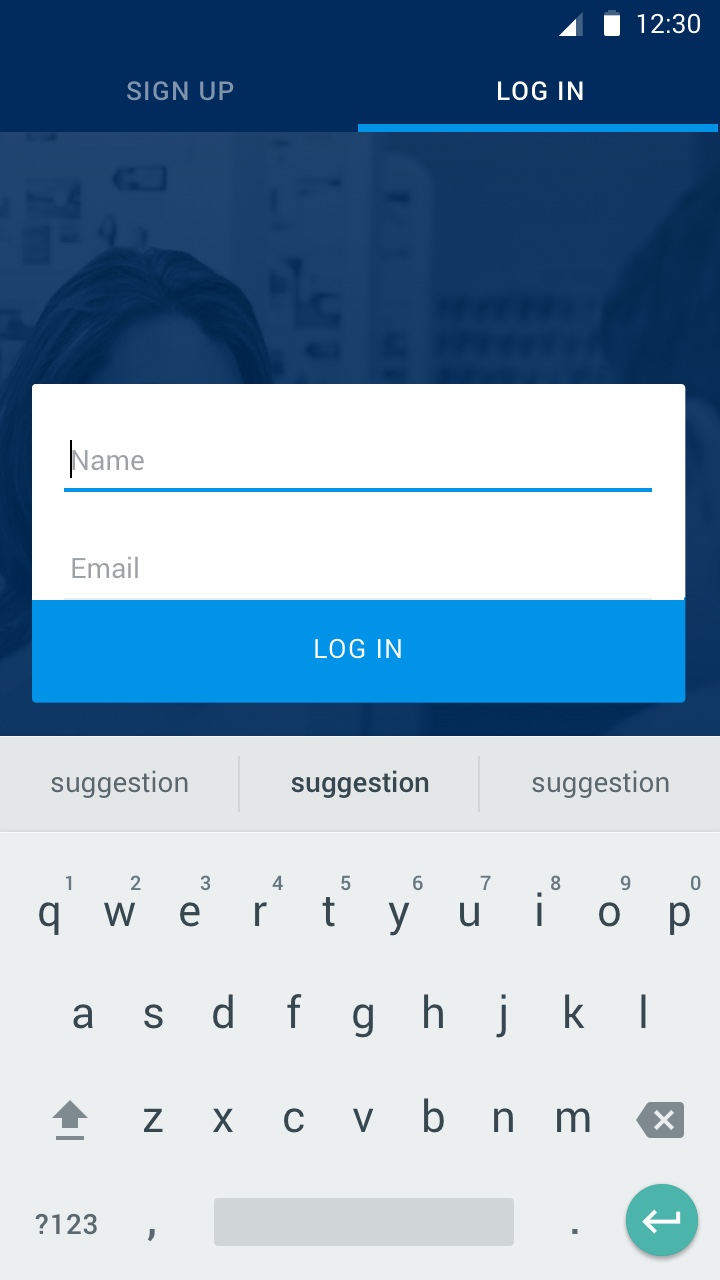 12:30
SIGN UP LOG IN
Name
Email
LOG IN
suggestion suggestion suggestion
1 2 3 4 5 6 7 8 9 0
q w e r t y u i o p
a s d f g h j k l
z x c v b n m
?123 , .